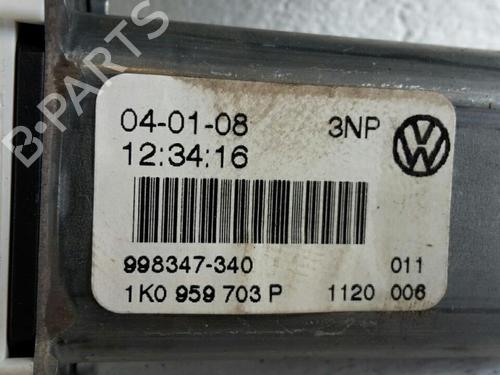 B-PARTS
04-01-08 3NP
12:34:16
998347-340 011
1K0 959 703 P 1120 006